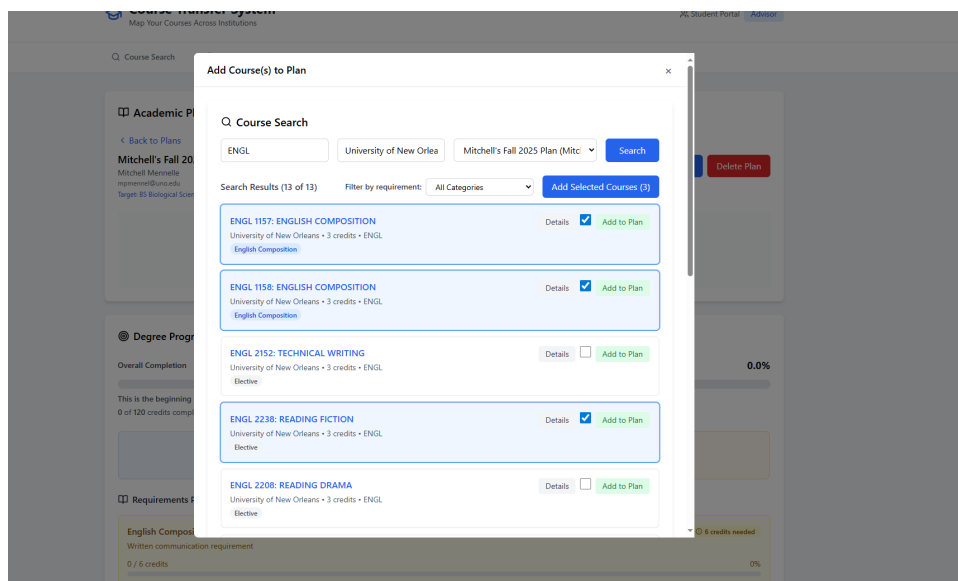 Course Transfer System
Map Your Courses Across Institutions
Student Portal Advisor
Course Search
Academic Pl
< Back to Plans
Mitchell's Fall 20
Mitchell Mennelle
mpmennel@uno.edu
Target: BS Biological Scien
Delete Plan
Add Course(s) to Plan ×
Course Search
ENGL University of New Orlea Mitchell's Fall 2025 Plan (Mitcl Search
Search Results (13 of 13) Filter by requirement: All Categories Add Selected Courses (3)
ENGL 1157: ENGLISH COMPOSITION Details Add to Plan
University of New Orleans • 3 credits • ENGL
English Composition
ENGL 1158: ENGLISH COMPOSITION Details Add to Plan
University of New Orleans • 3 credits • ENGL
English Composition
ENGL 2152: TECHNICAL WRITING Details Add to Plan
University of New Orleans • 3 credits • ENGL
Elective
ENGL 2238: READING FICTION Details Add to Plan
University of New Orleans • 3 credits • ENGL
Elective
ENGL 2208: READING DRAMA Details Add to Plan
University of New Orleans • 3 credits • ENGL
Elective
Degree Progr
Overall Completion 0.0%
This is the beginning
0 of 120 credits compl
Requirements P
English Composi 6 credits needed
Written communication requirement
0 / 6 credits 0%